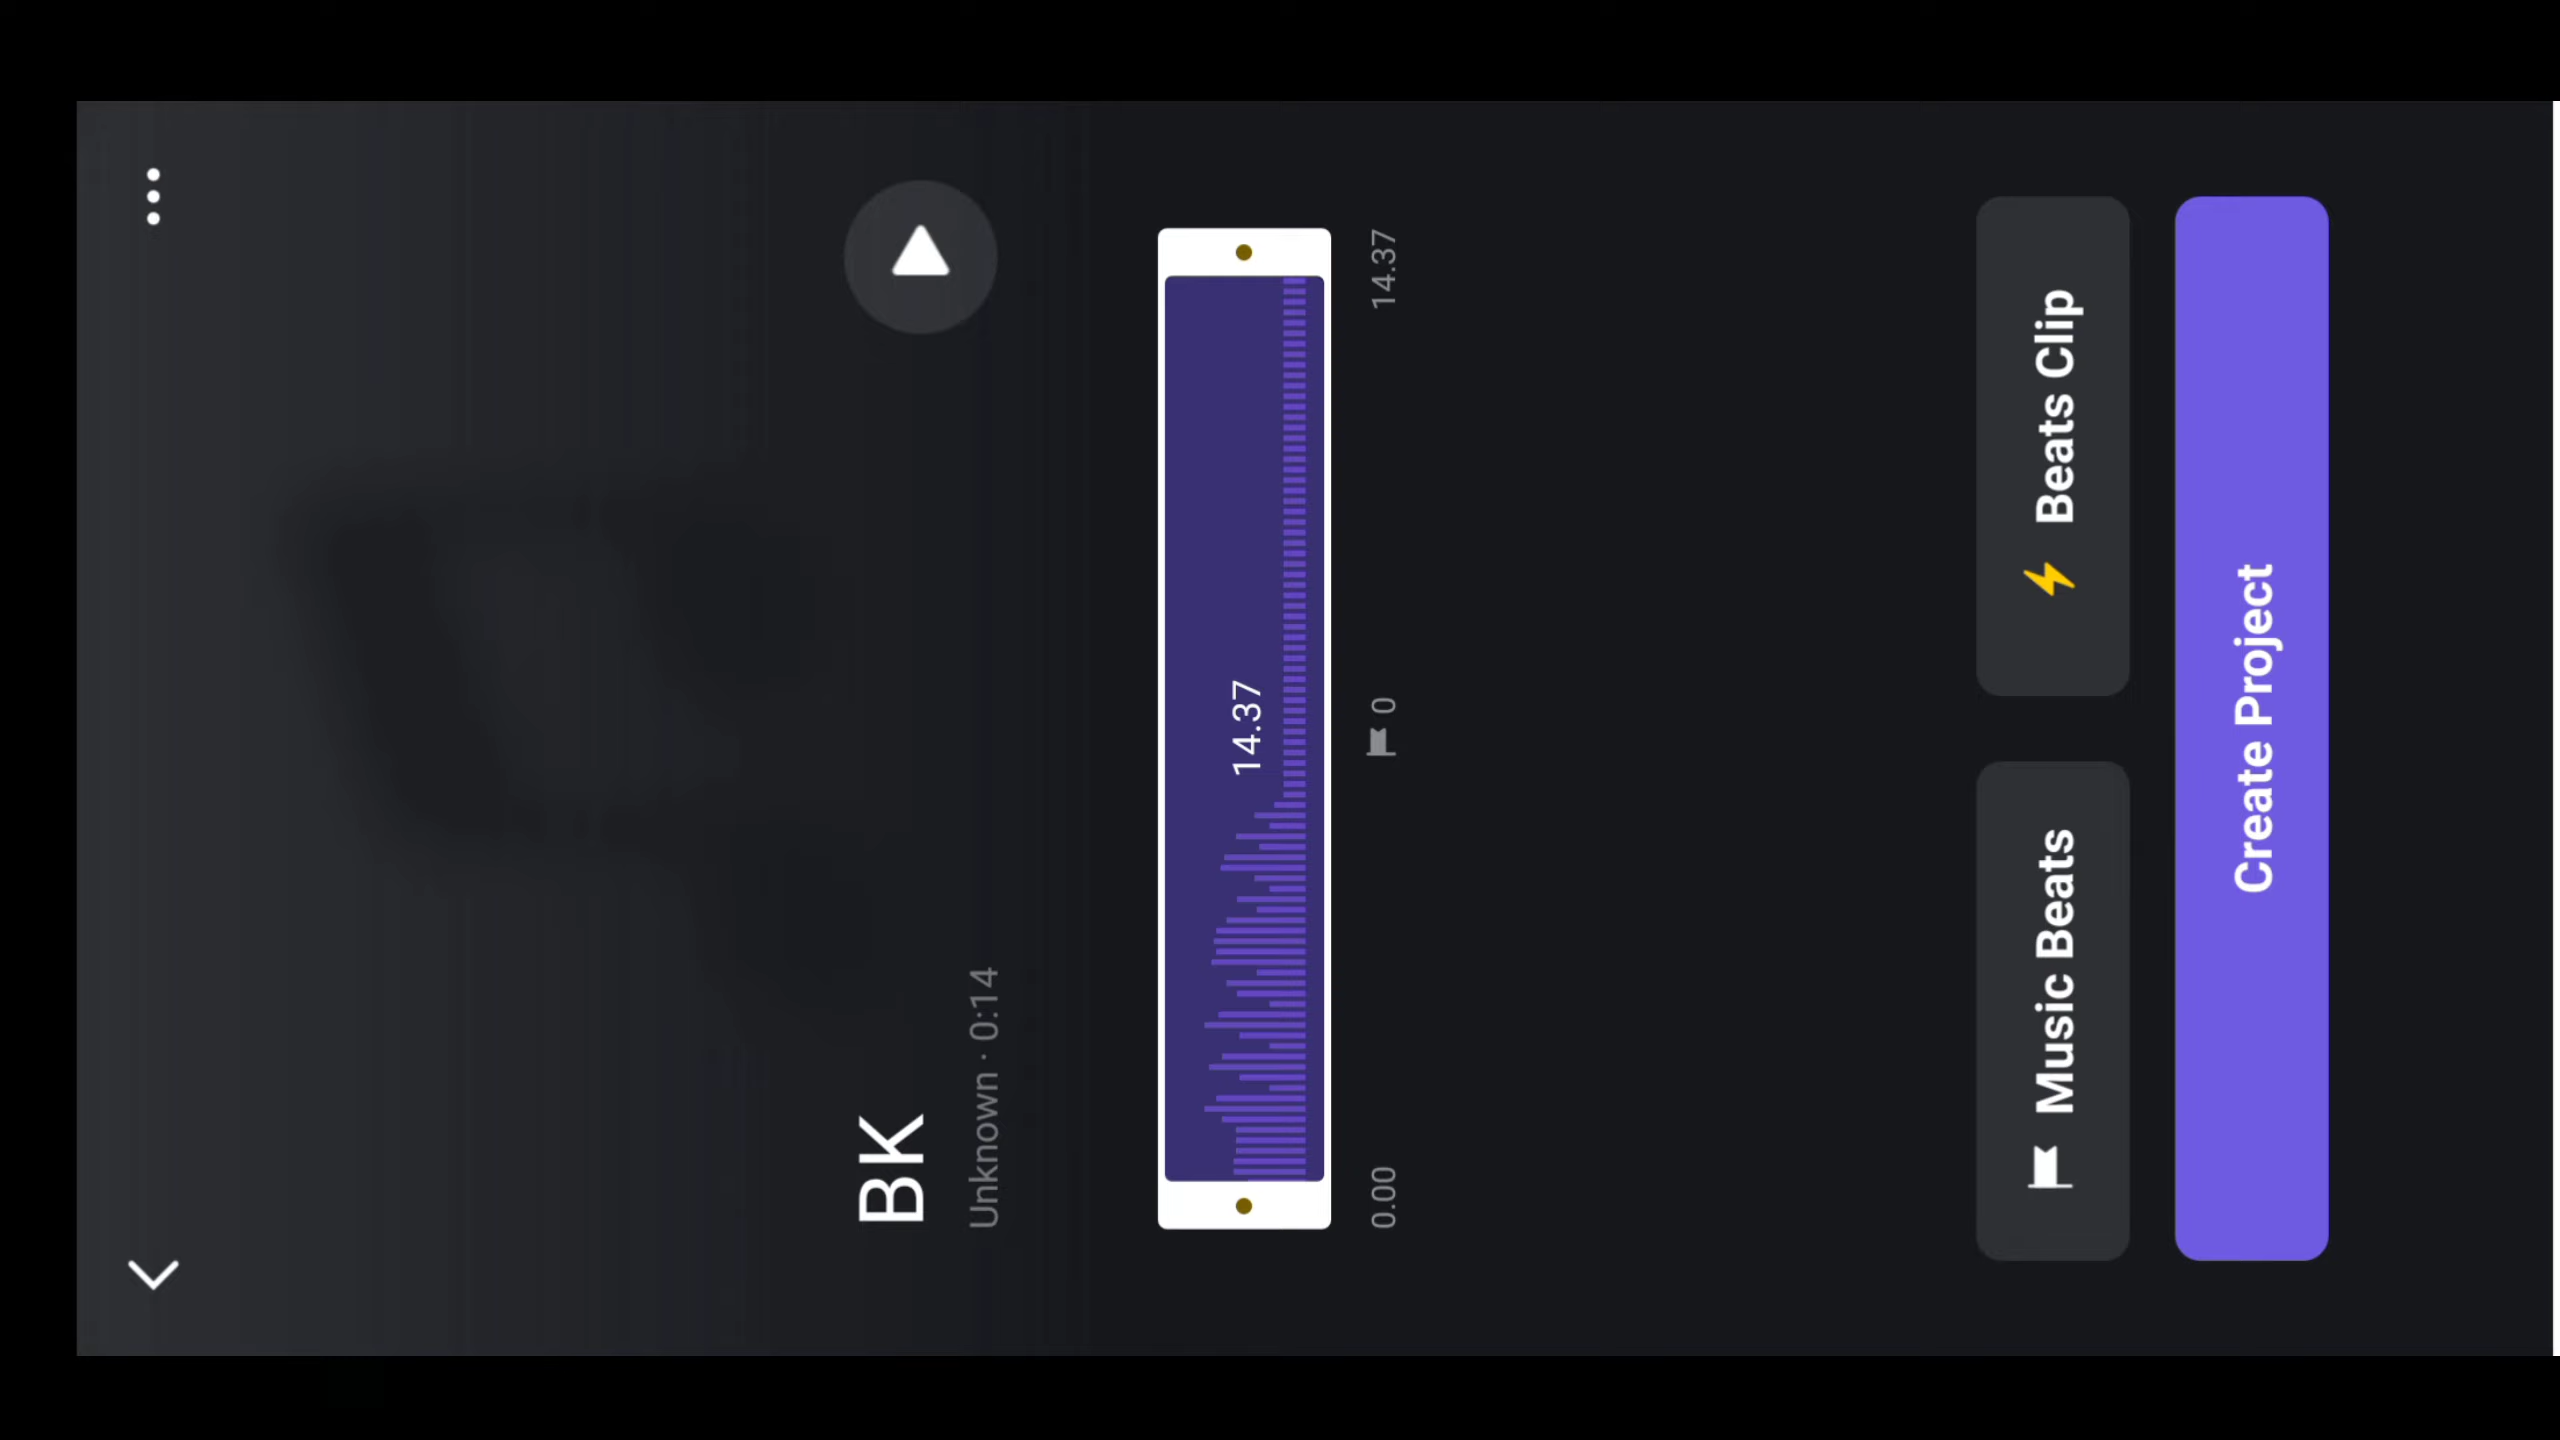 BK
Unknown · 0:14
14.37
0.00
0
14.37
Music Beats
Beats Clip
Create Project